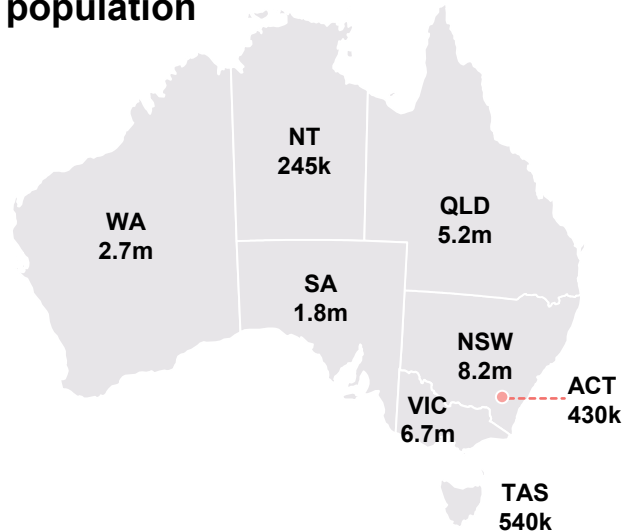 population
NT
245k
QLD
5.2m
WA
2.7m
SA
1.8m
NSW
8.2m
ACT
430k
VIC
6.7m
TAS
540k